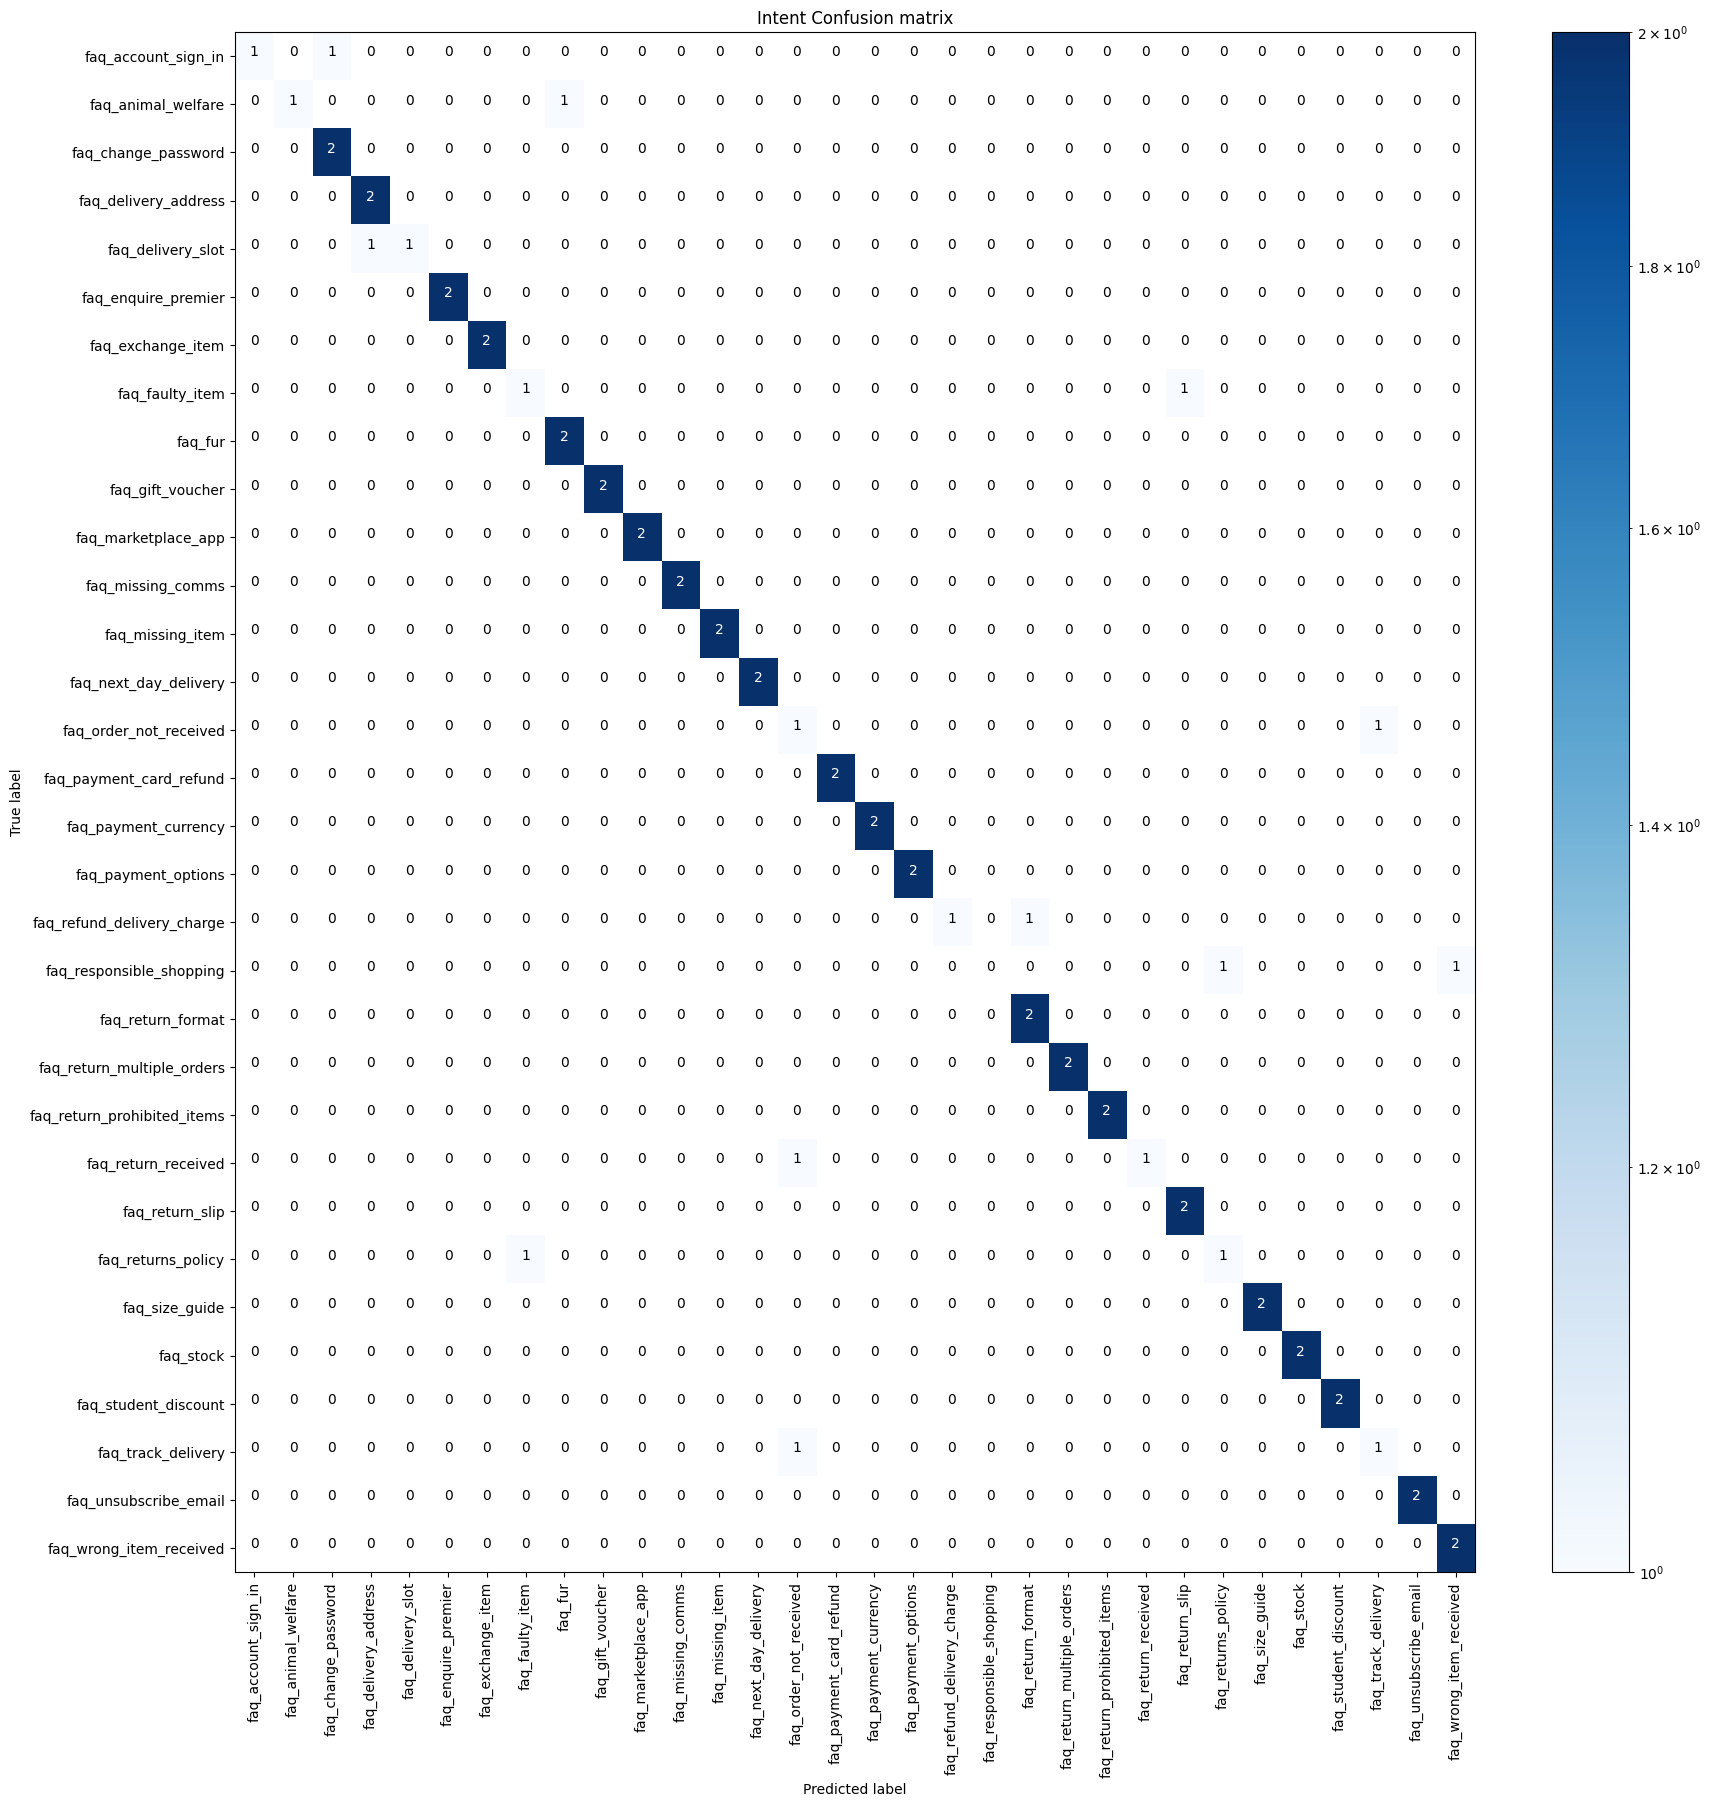 Intent Confusion matrix
faq_account_sign_in 1 0 1 0 0 0 0 0 0 0 0 0 0 0 0 0 0 0 0 0 0 0 0 0 0 0 0 0 0 0 0 0
faq_animal_welfare 0 1 0 0 0 0 0 0 1 0 0 0 0 0 0 0 0 0 0 0 0 0 0 0 0 0 0 0 0 0 0 0
faq_change_password 0 0 2 0 0 0 0 0 0 0 0 0 0 0 0 0 0 0 0 0 0 0 0 0 0 0 0 0 0 0 0 0
faq_delivery_address 0 0 0 2 0 0 0 0 0 0 0 0 0 0 0 0 0 0 0 0 0 0 0 0 0 0 0 0 0 0 0 0
faq_delivery_slot 0 0 0 1 1 0 0 0 0 0 0 0 0 0 0 0 0 0 0 0 0 0 0 0 0 0 0 0 0 0 0 0
faq_enquire_premier 0 0 0 0 0 2 0 0 0 0 0 0 0 0 0 0 0 0 0 0 0 0 0 0 0 0 0 0 0 0 0 0
faq_exchange_item 0 0 0 0 0 0 2 0 0 0 0 0 0 0 0 0 0 0 0 0 0 0 0 0 0 0 0 0 0 0 0 0
faq_faulty_item 0 0 0 0 0 0 0 1 0 0 0 0 0 0 0 0 0 0 0 0 0 0 0 0 1 0 0 0 0 0 0 0
faq_fur 0 0 0 0 0 0 0 0 2 0 0 0 0 0 0 0 0 0 0 0 0 0 0 0 0 0 0 0 0 0 0 0
faq_gift_voucher 0 0 0 0 0 0 0 0 0 2 0 0 0 0 0 0 0 0 0 0 0 0 0 0 0 0 0 0 0 0 0 0
faq_marketplace_app 0 0 0 0 0 0 0 0 0 0 2 0 0 0 0 0 0 0 0 0 0 0 0 0 0 0 0 0 0 0 0 0
faq_missing_comms 0 0 0 0 0 0 0 0 0 0 0 2 0 0 0 0 0 0 0 0 0 0 0 0 0 0 0 0 0 0 0 0
faq_missing_item 0 0 0 0 0 0 0 0 0 0 0 0 2 0 0 0 0 0 0 0 0 0 0 0 0 0 0 0 0 0 0 0
faq_next_day_delivery 0 0 0 0 0 0 0 0 0 0 0 0 0 2 0 0 0 0 0 0 0 0 0 0 0 0 0 0 0 0 0 0
faq_order_not_received 0 0 0 0 0 0 0 0 0 0 0 0 0 0 1 0 0 0 0 0 0 0 0 0 0 0 0 0 0 1 0 0
faq_payment_card_refund 0 0 0 0 0 0 0 0 0 0 0 0 0 0 0 2 0 0 0 0 0 0 0 0 0 0 0 0 0 0 0 0
faq_payment_currency 0 0 0 0 0 0 0 0 0 0 0 0 0 0 0 0 2 0 0 0 0 0 0 0 0 0 0 0 0 0 0 0
faq_payment_options 0 0 0 0 0 0 0 0 0 0 0 0 0 0 0 0 0 2 0 0 0 0 0 0 0 0 0 0 0 0 0 0
faq_refund_delivery_charge 0 0 0 0 0 0 0 0 0 0 0 0 0 0 0 0 0 0 1 0 1 0 0 0 0 0 0 0 0 0 0 0
faq_responsible_shopping 0 0 0 0 0 0 0 0 0 0 0 0 0 0 0 0 0 0 0 0 0 0 0 0 0 1 0 0 0 0 0 1
faq_return_format 0 0 0 0 0 0 0 0 0 0 0 0 0 0 0 0 0 0 0 0 2 0 0 0 0 0 0 0 0 0 0 0
faq_return_multiple_orders 0 0 0 0 0 0 0 0 0 0 0 0 0 0 0 0 0 0 0 0 0 2 0 0 0 0 0 0 0 0 0 0
faq_return_prohibited_items 0 0 0 0 0 0 0 0 0 0 0 0 0 0 0 0 0 0 0 0 0 0 2 0 0 0 0 0 0 0 0 0
faq_return_received 0 0 0 0 0 0 0 0 0 0 0 0 0 0 1 0 0 0 0 0 0 0 0 1 0 0 0 0 0 0 0 0
faq_return_slip 0 0 0 0 0 0 0 0 0 0 0 0 0 0 0 0 0 0 0 0 0 0 0 0 2 0 0 0 0 0 0 0
faq_returns_policy 0 0 0 0 0 0 0 1 0 0 0 0 0 0 0 0 0 0 0 0 0 0 0 0 0 1 0 0 0 0 0 0
faq_size_guide 0 0 0 0 0 0 0 0 0 0 0 0 0 0 0 0 0 0 0 0 0 0 0 0 0 0 2 0 0 0 0 0
faq_stock 0 0 0 0 0 0 0 0 0 0 0 0 0 0 0 0 0 0 0 0 0 0 0 0 0 0 0 2 0 0 0 0
faq_student_discount 0 0 0 0 0 0 0 0 0 0 0 0 0 0 0 0 0 0 0 0 0 0 0 0 0 0 0 0 2 0 0 0
faq_track_delivery 0 0 0 0 0 0 0 0 0 0 0 0 0 0 1 0 0 0 0 0 0 0 0 0 0 0 0 0 0 1 0 0
faq_unsubscribe_email 0 0 0 0 0 0 0 0 0 0 0 0 0 0 0 0 0 0 0 0 0 0 0 0 0 0 0 0 0 0 2 0
faq_wrong_item_received 0 0 0 0 0 0 0 0 0 0 0 0 0 0 0 0 0 0 0 0 0 0 0 0 0 0 0 0 0 0 0 2
True label
faq_account_sign_in
faq_animal_welfare
faq_change_password
faq_delivery_address
faq_delivery_slot
faq_enquire_premier
faq_exchange_item
faq_faulty_item
faq_fur
faq_gift_voucher
faq_marketplace_app
faq_missing_comms
faq_missing_item
faq_next_day_delivery
faq_order_not_received
faq_payment_card_refund
faq_payment_currency
faq_payment_options
faq_refund_delivery_charge
faq_responsible_shopping
faq_return_format
faq_return_multiple_orders
faq_return_prohibited_items
faq_return_received
faq_return_slip
faq_returns_policy
faq_size_guide
faq_stock
faq_student_discount
faq_track_delivery
faq_unsubscribe_email
faq_wrong_item_received
Predicted label
2 × 10⁰
1.8 × 10⁰
1.6 × 10⁰
1.4 × 10⁰
1.2 × 10⁰
10⁰